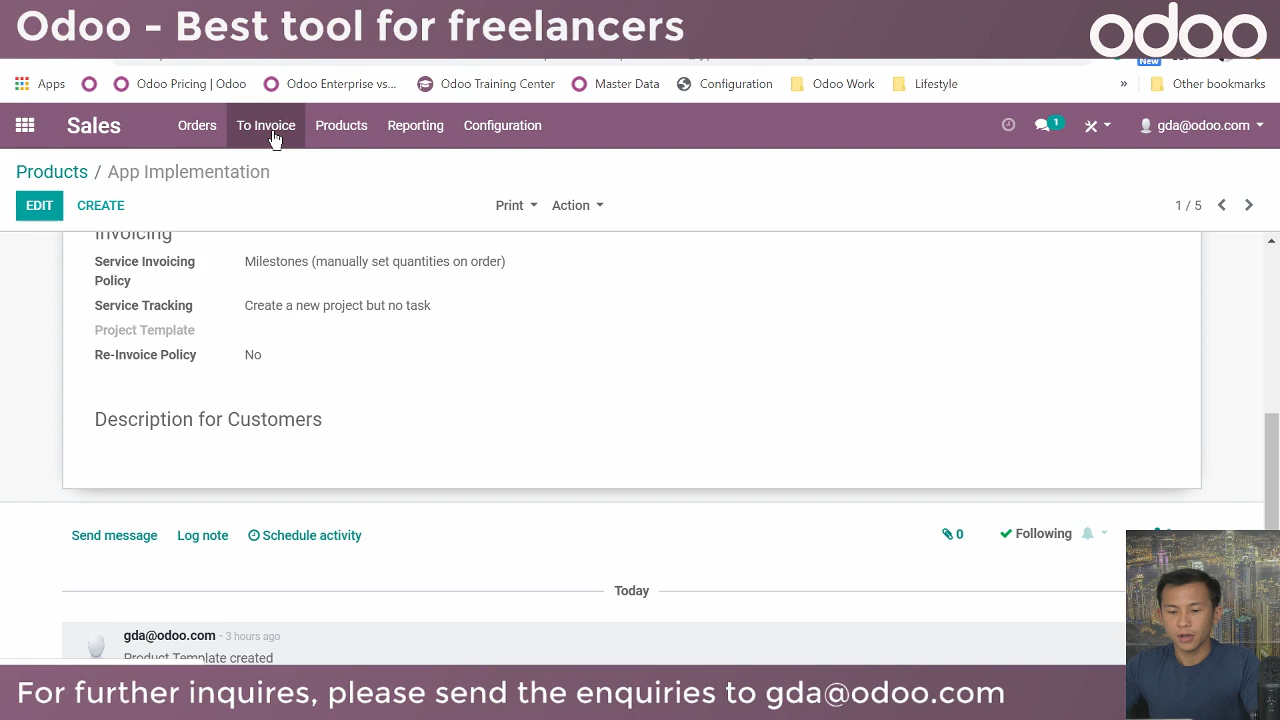 Odoo - Best tool for freelancers
odoo
New
Apps
Odoo Pricing | Odoo
Odoo Enterprise vs...
Odoo Training Center
Master Data
Configuration
Odoo Work
Lifestyle
»
Other bookmarks
Sales
Orders
To Invoice
Products
Reporting
Configuration
1
gda@odoo.com
Products / App Implementation
EDIT
CREATE
Print
Action
1 / 5
Invoicing
Service Invoicing Policy
Milestones (manually set quantities on order)
Service Tracking
Create a new project but no task
Project Template
Re-Invoice Policy
No
Description for Customers
Send message
Log note
Schedule activity
0
Following
Today
gda@odoo.com - 3 hours ago
Product Template created
For further inquires, please send the enquiries to gda@odoo.com